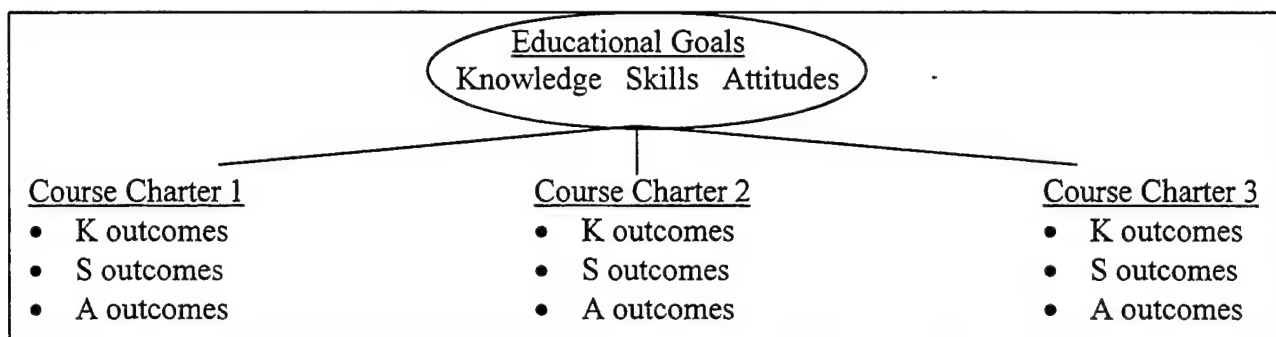 Educational Goals
Knowledge Skills Attitudes
Course Charter 1
• K outcomes
• S outcomes
• A outcomes
Course Charter 2
• K outcomes
• S outcomes
• A outcomes
Course Charter 3
• K outcomes
• S outcomes
• A outcomes